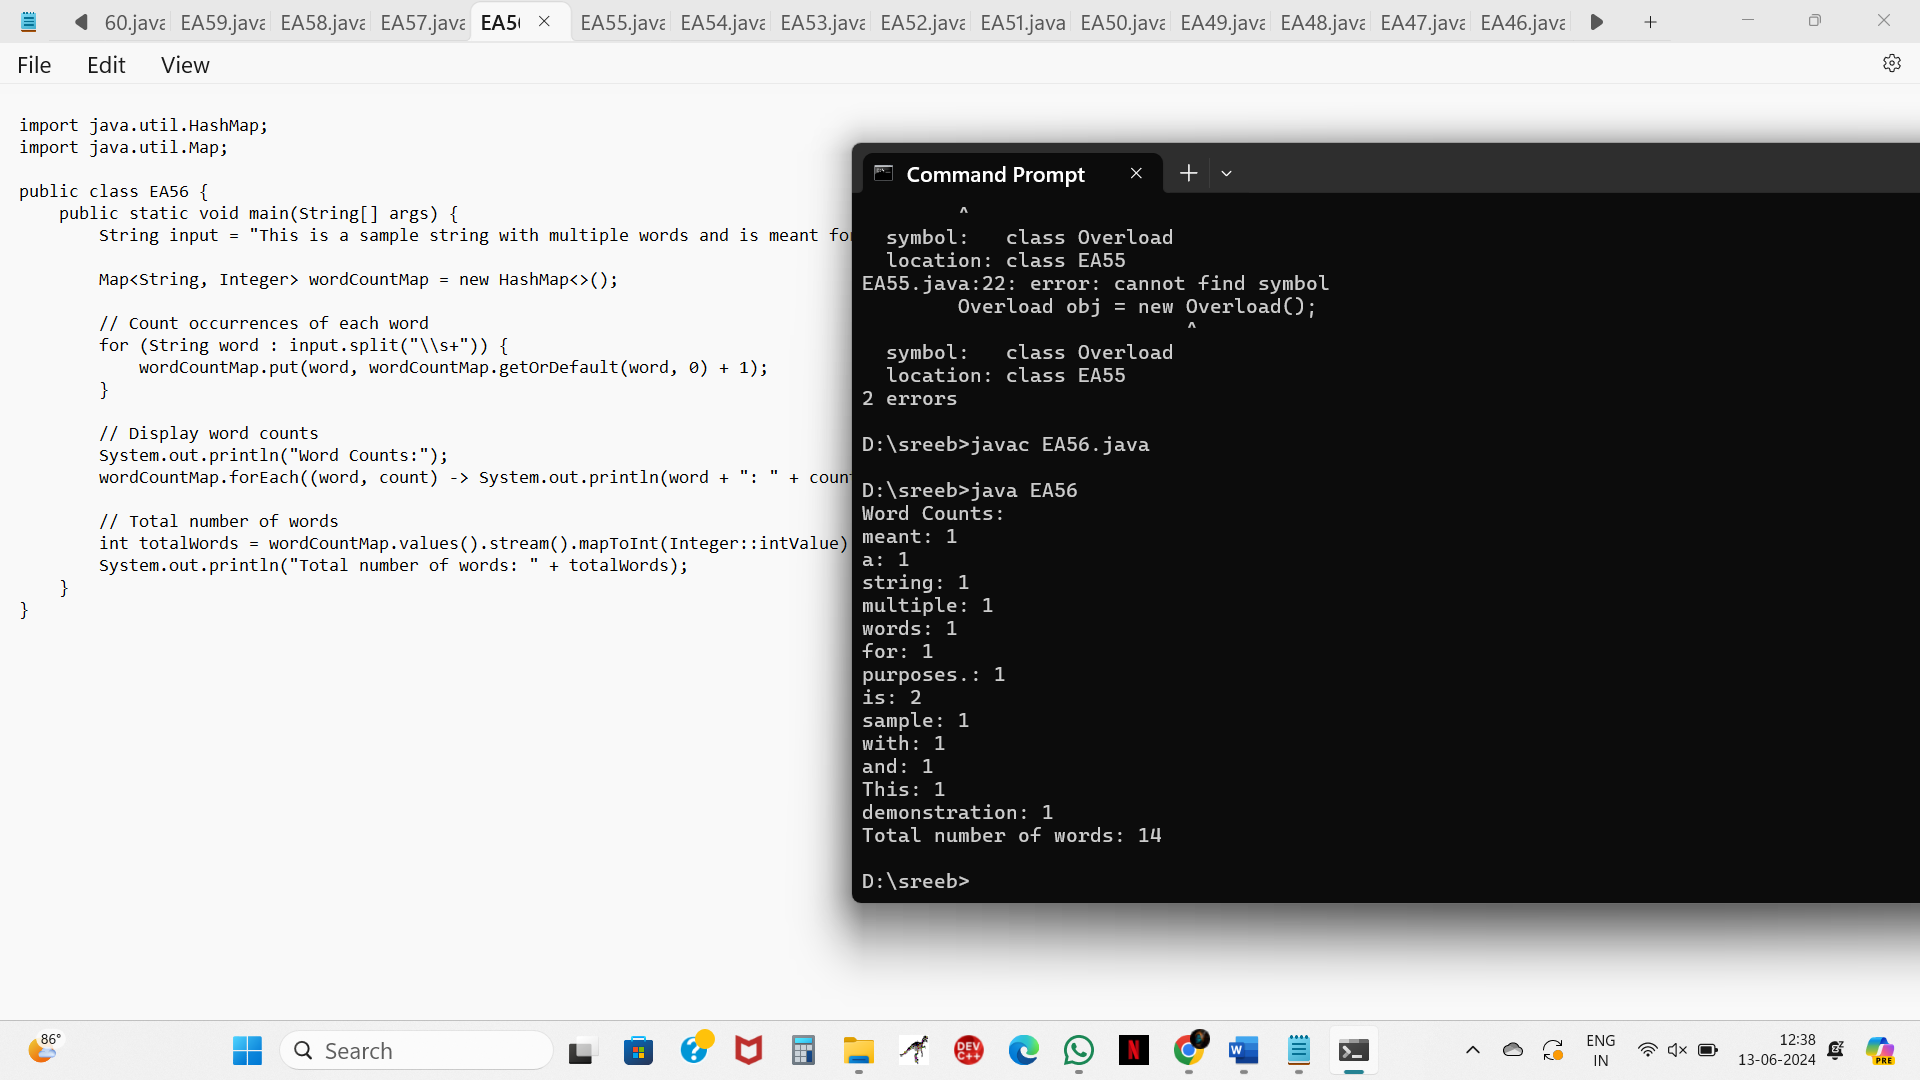 60.java EA59.java EA58.java EA57.java EA56 EA55.java EA54.java EA53.java EA52.java EA51.java EA50.java EA49.java EA48.java EA47.java EA46.java
File Edit View
import java.util.HashMap;
import java.util.Map;
public class EA56 {
public static void main(String[] args) {
String input = "This is a sample string with multiple words and is meant for
Map<String, Integer> wordCountMap = new HashMap<>();
// Count occurrences of each word
for (String word : input.split("\\s+")) {
wordCountMap.put(word, wordCountMap.getOrDefault(word, 0) + 1);
}
// Display word counts
System.out.println("Word Counts:");
wordCountMap.forEach((word, count) -> System.out.println(word + ": " + coun
// Total number of words
int totalWords = wordCountMap.values().stream().mapToInt(Integer::intValue)
System.out.println("Total number of words: " + totalWords);
}
}
Command Prompt
^
symbol: class Overload
location: class EA55
EA55.java:22: error: cannot find symbol
Overload obj = new Overload();
^
symbol: class Overload
location: class EA55
2 errors
D:\sreeb>javac EA56.java
D:\sreeb>java EA56
Word Counts:
meant: 1
a: 1
string: 1
multiple: 1
words: 1
for: 1
purposes.: 1
is: 2
sample: 1
with: 1
and: 1
This: 1
demonstration: 1
Total number of words: 14
D:\sreeb>
86°
Search
DEV C++
N
W
ENG
IN
12:38
13-06-2024
PRE